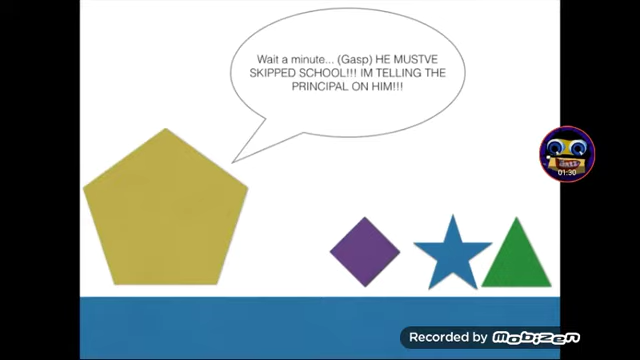 Wait a minute... (Gasp) HE MUSTVE
SKIPPED SCHOOL!!! IM TELLING THE
PRINCIPAL ON HIM!!!
01:30
Recorded by mobizen